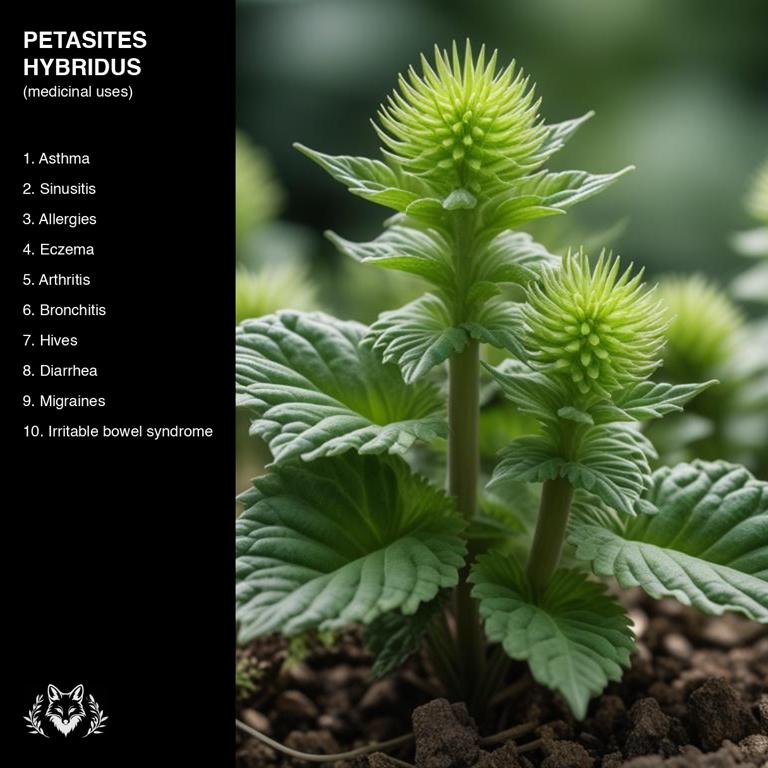 PETASITES
HYBRIDUS
(medicinal uses)
1. Asthma
2. Sinusitis
3. Allergies
4. Eczema
5. Arthritis
6. Bronchitis
7. Hives
8. Diarrhea
9. Migraines
10. Irritable bowel syndrome